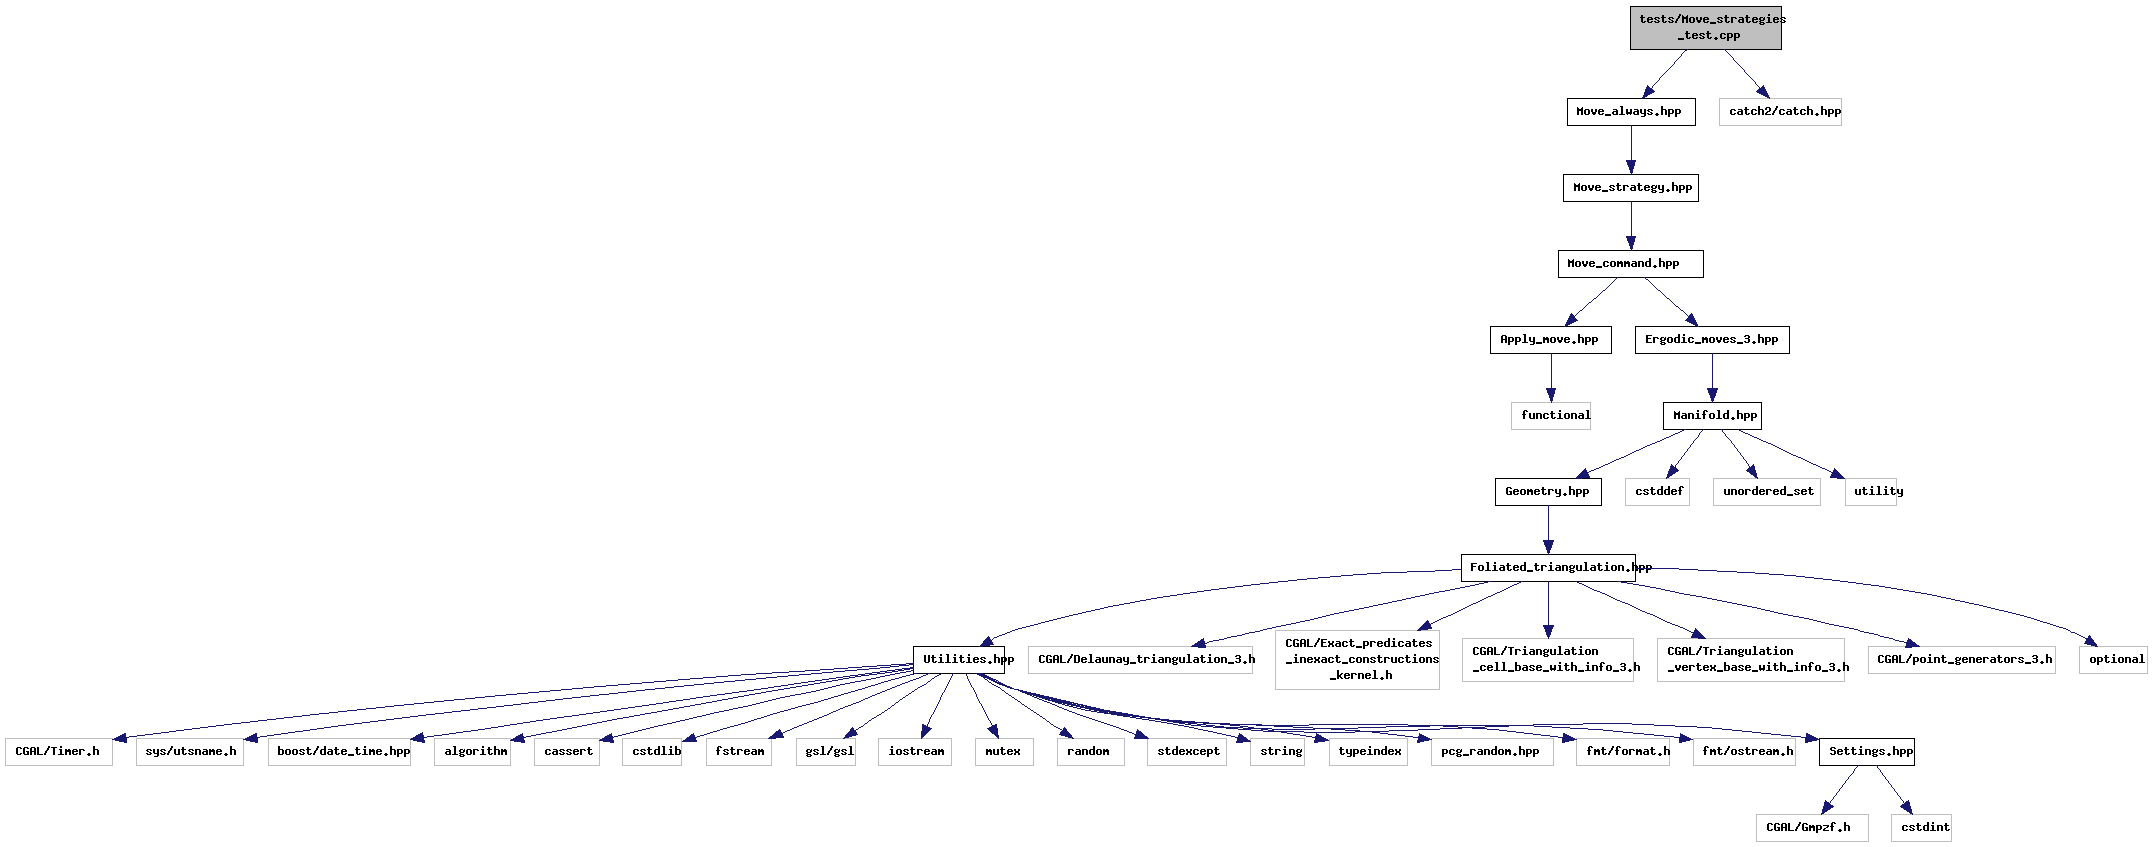 tests/Move_strategies
_test.cpp
Move_always.hpp
catch2/catch.hpp
Move_strategy.hpp
Move_command.hpp
Apply_move.hpp
Ergodic_moves_3.hpp
functional
Manifold.hpp
Geometry.hpp
cstddef
unordered_set
utility
Foliated_triangulation.hpp
Utilities.hpp
CGAL/Delaunay_triangulation_3.h
CGAL/Exact_predicates
_inexact_constructions
_kernel.h
CGAL/Triangulation
_cell_base_with_info_3.h
CGAL/Triangulation
_vertex_base_with_info_3.h
CGAL/point_generators_3.h
optional
CGAL/Timer.h
sys/utsname.h
boost/date_time.hpp
algorithm
cassert
cstdlib
fstream
gsl/gsl
iostream
mutex
random
stdexcept
string
typeindex
pcg_random.hpp
fmt/format.h
fmt/ostream.h
Settings.hpp
CGAL/Gmpzf.h
cstdint